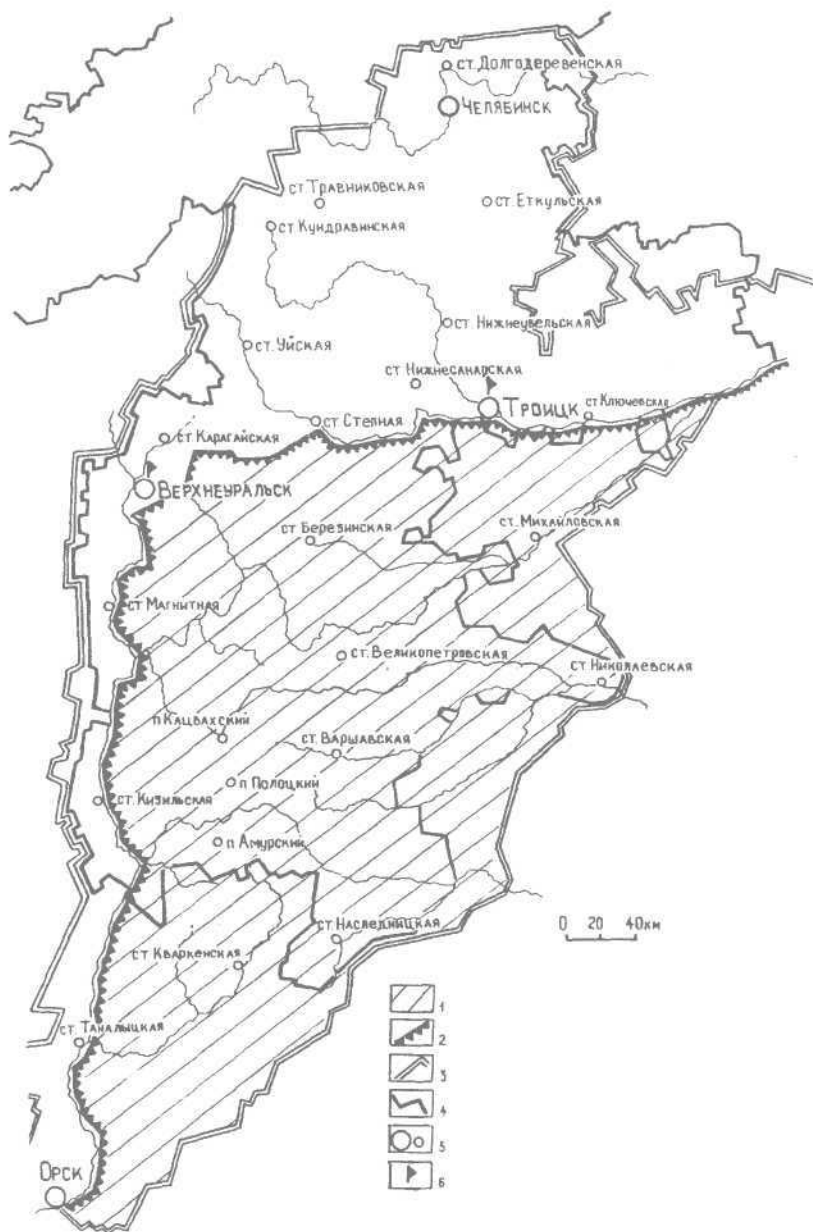 ст. Долгодеревенская
Челябинск
ст. Травниковская
ст. Еткульская
ст Кундравинская
ст. Нижнеувельская
ст. Уйская
ст. Нижнесанарская
Троицк
ст. Ключевская
ст Степная
ст. Карагайская
Верхнеуральск
ст. Березинская
ст. Михайловская
ст Магнитная
ст. Великопетровская
ст. Николаевская
п Кацбахский
ст. Варшавская
п Полоцкий
ст. Кизильская
п Амурский
0 20 40км
ст. Наследницкая
ст. Кваркенская
1
ст. Таналыцкая
2
3
4
5
Орск
6